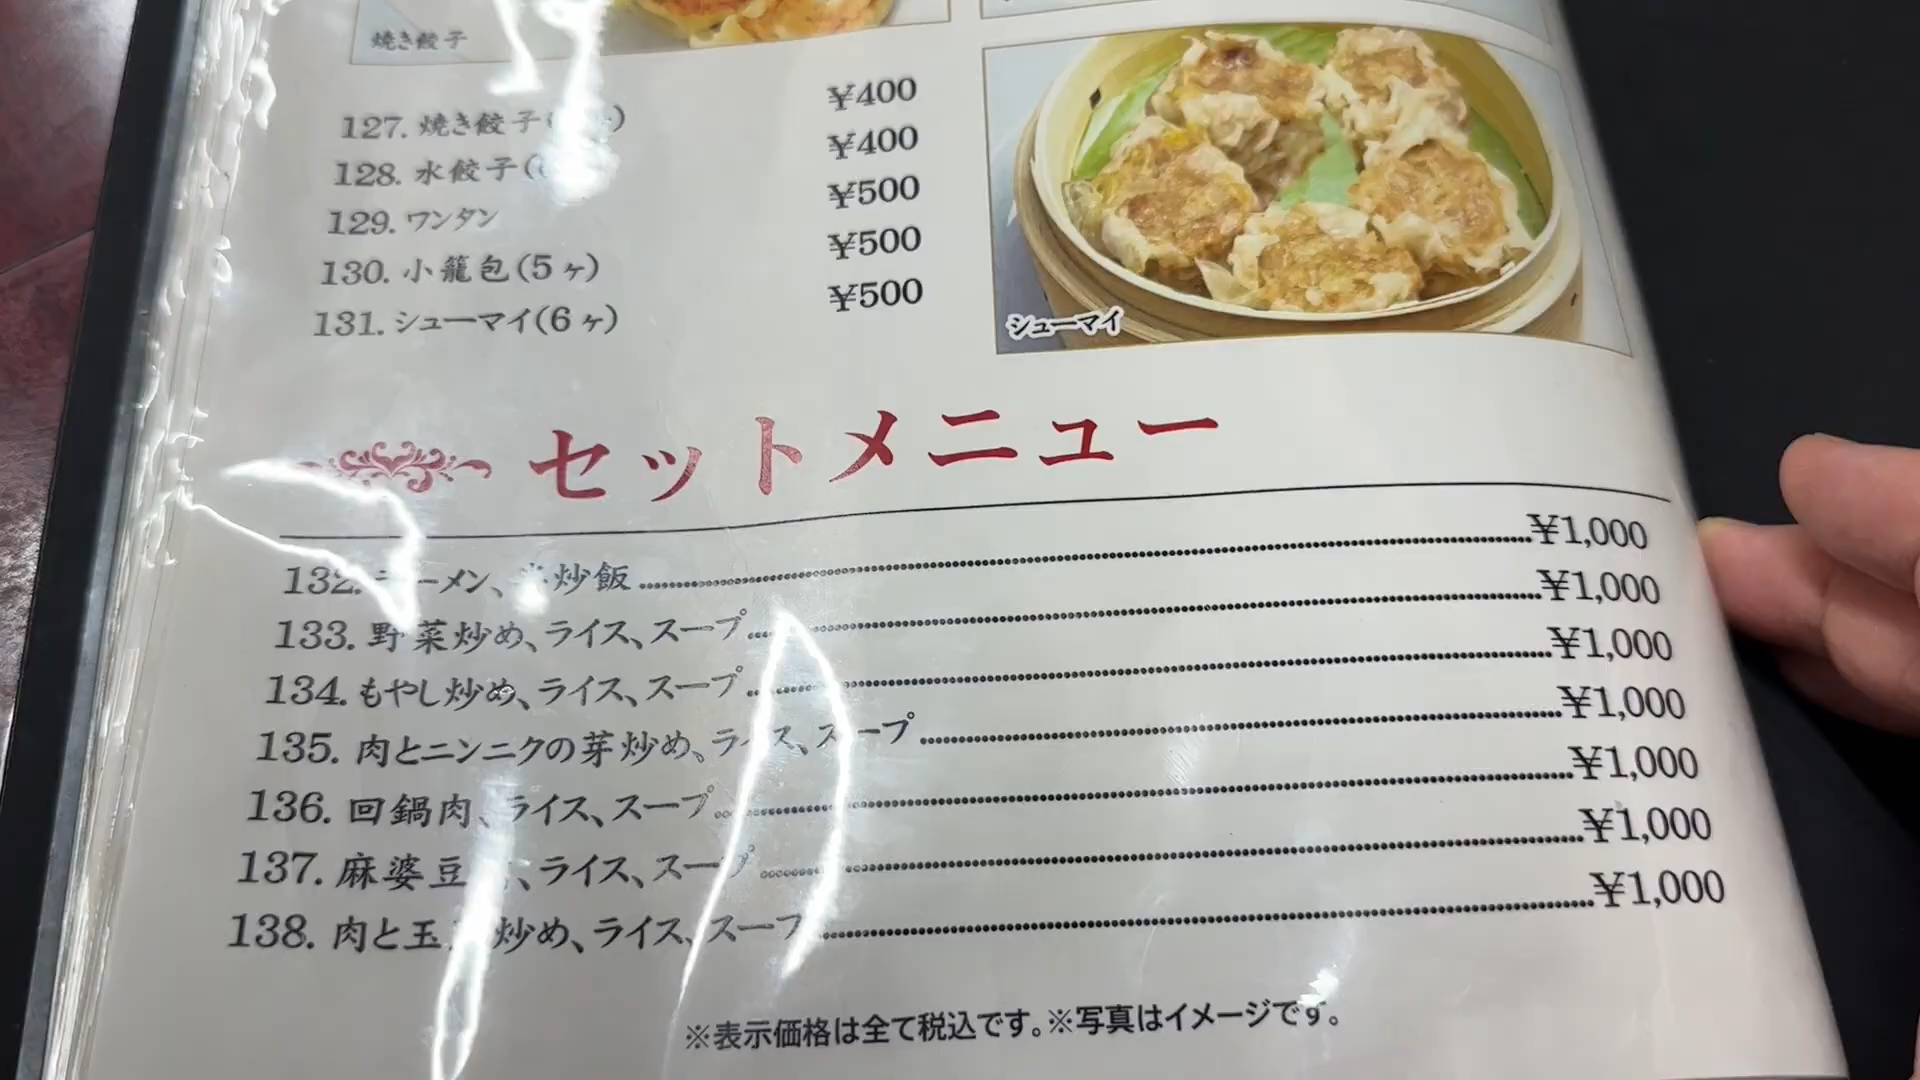 焼き餃子
127. 焼き餃子 ¥400
128. 水餃子 ¥400
129. ワンタン ¥500
130. 小籠包(5ヶ) ¥500
131. シューマイ(6ヶ) ¥500
シューマイ
セットメニュー
132. ラーメン、半炒飯 ¥1,000
133. 野菜炒め、ライス、スープ ¥1,000
134. もやし炒め、ライス、スープ ¥1,000
135. 肉とニンニクの芽炒め、ライス、スープ ¥1,000
136. 回鍋肉、ライス、スープ ¥1,000
137. 麻婆豆腐、ライス、スープ ¥1,000
138. 肉と玉 炒め、ライス、スープ ¥1,000
※表示価格は全て税込です。※写真はイメージです。